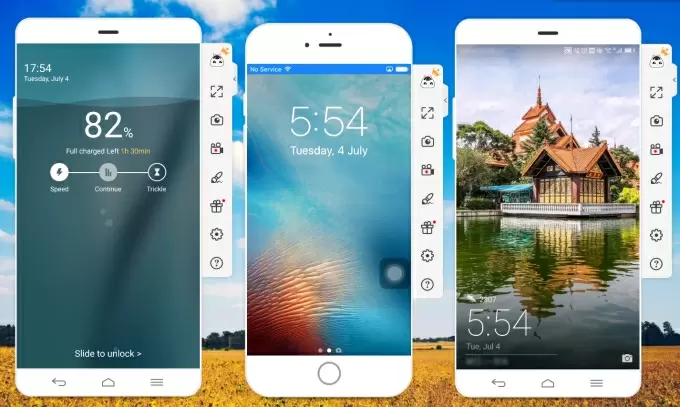 17:54
Tuesday, July 4
82%
Full charged Left 1h 30min
Speed Continue Trickle
Slide to unlock >
No Service
5:54
Tuesday, 4 July
2307
5:54
Tue, Jul 4